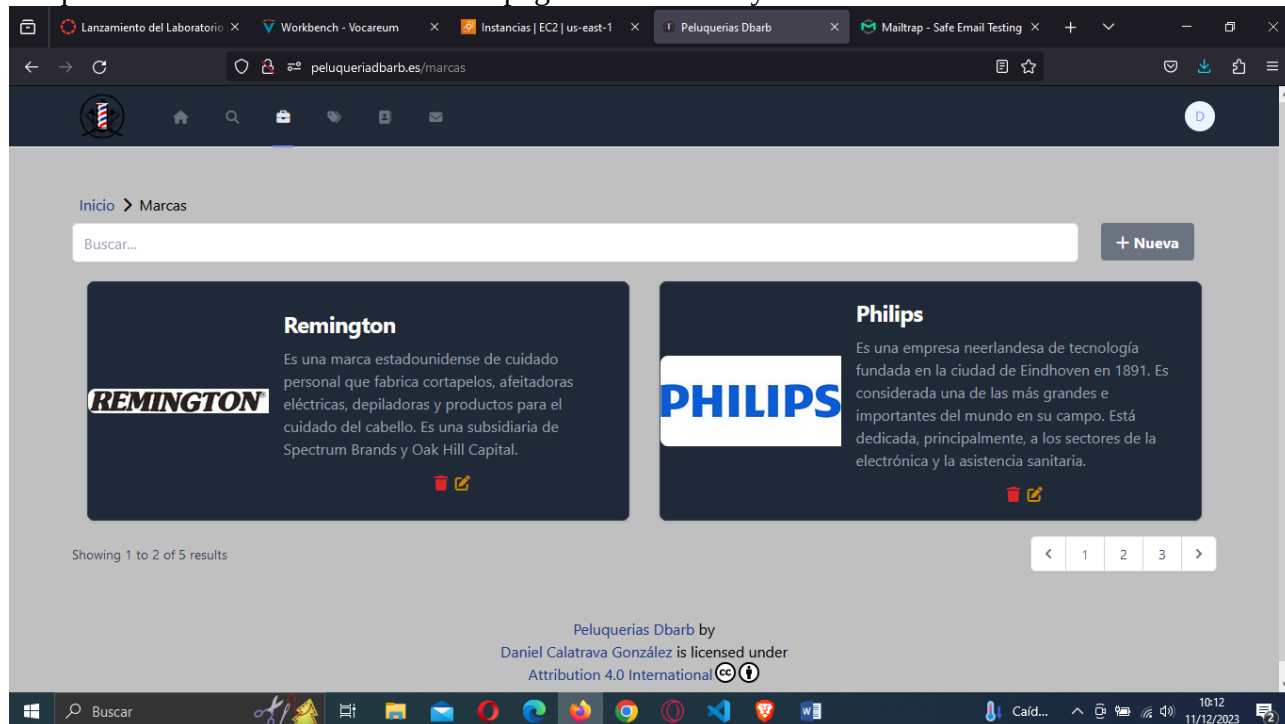 Lanzamiento del Laboratorio
Workbench - Vocareum
Instancias | EC2 | us-east-1
Peluquerias Dbarb
Mailtrap - Safe Email Testing
peluqueriadbarb.es/marcas
D
Inicio > Marcas
Buscar...
+ Nueva
Remington
Es una marca estadounidense de cuidado
personal que fabrica cortapelos, afeitadoras
eléctricas, depiladoras y productos para el
cuidado del cabello. Es una subsidiaria de
Spectrum Brands y Oak Hill Capital.
REMINGTON®
Philips
Es una empresa neerlandesa de tecnología
fundada en la ciudad de Eindhoven en 1891. Es
considerada una de las más grandes e
importantes del mundo en su campo. Está
dedicada, principalmente, a los sectores de la
electrónica y la asistencia sanitaria.
PHILIPS
Showing 1 to 2 of 5 results
< 1 2 3 >
Peluquerias Dbarb by
Daniel Calatrava González is licensed under
Attribution 4.0 International
Buscar
Caíd...
10:12
11/12/2023
2